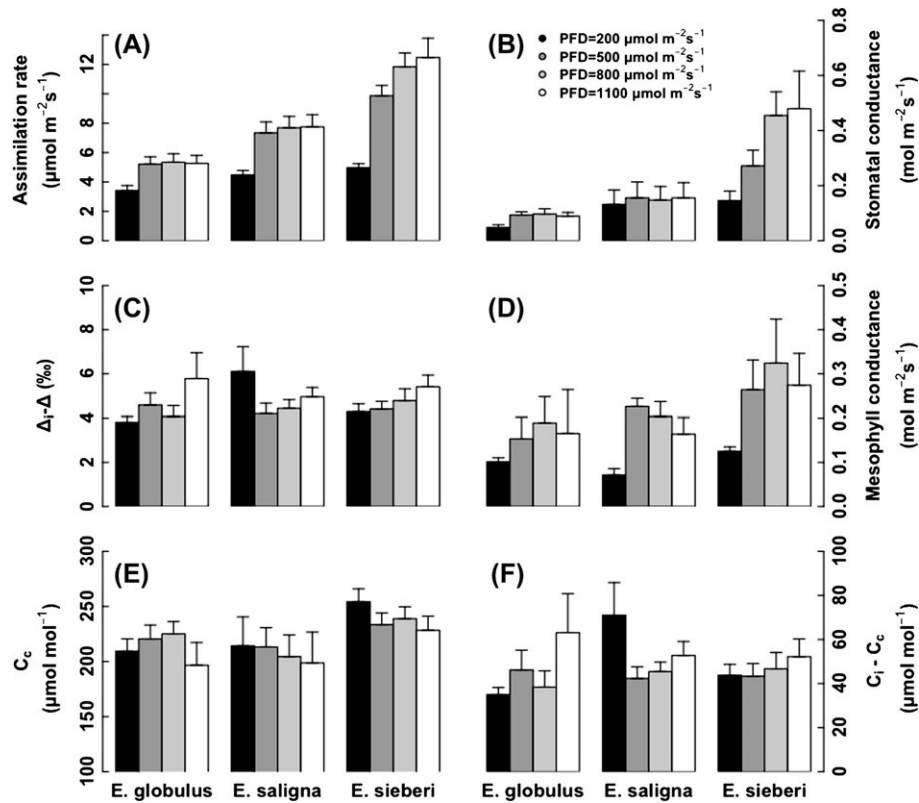 (A)
Assimilation rate
(µmol m⁻²s⁻¹)
0 2 4 6 8 12
(B)
PFD=200 µmol m⁻²s⁻¹
PFD=500 µmol m⁻²s⁻¹
PFD=800 µmol m⁻²s⁻¹
PFD=1100 µmol m⁻²s⁻¹
0.0 0.2 0.4 0.6 0.8
Stomatal conductance
(mol m⁻²s⁻¹)
(C)
Δi-Δ (‰)
0 2 4 6 8 10
(D)
0.0 0.1 0.2 0.3 0.4 0.5
Mesophyll conductance
(mol m⁻²s⁻¹)
(E)
Cc
(µmol mol⁻¹)
100 150 200 250 300
E. globulus E. saligna E. sieberi
(F)
0 20 40 60 80 100
Ci - Cc
(µmol mol⁻¹)
E. globulus E. saligna E. sieberi